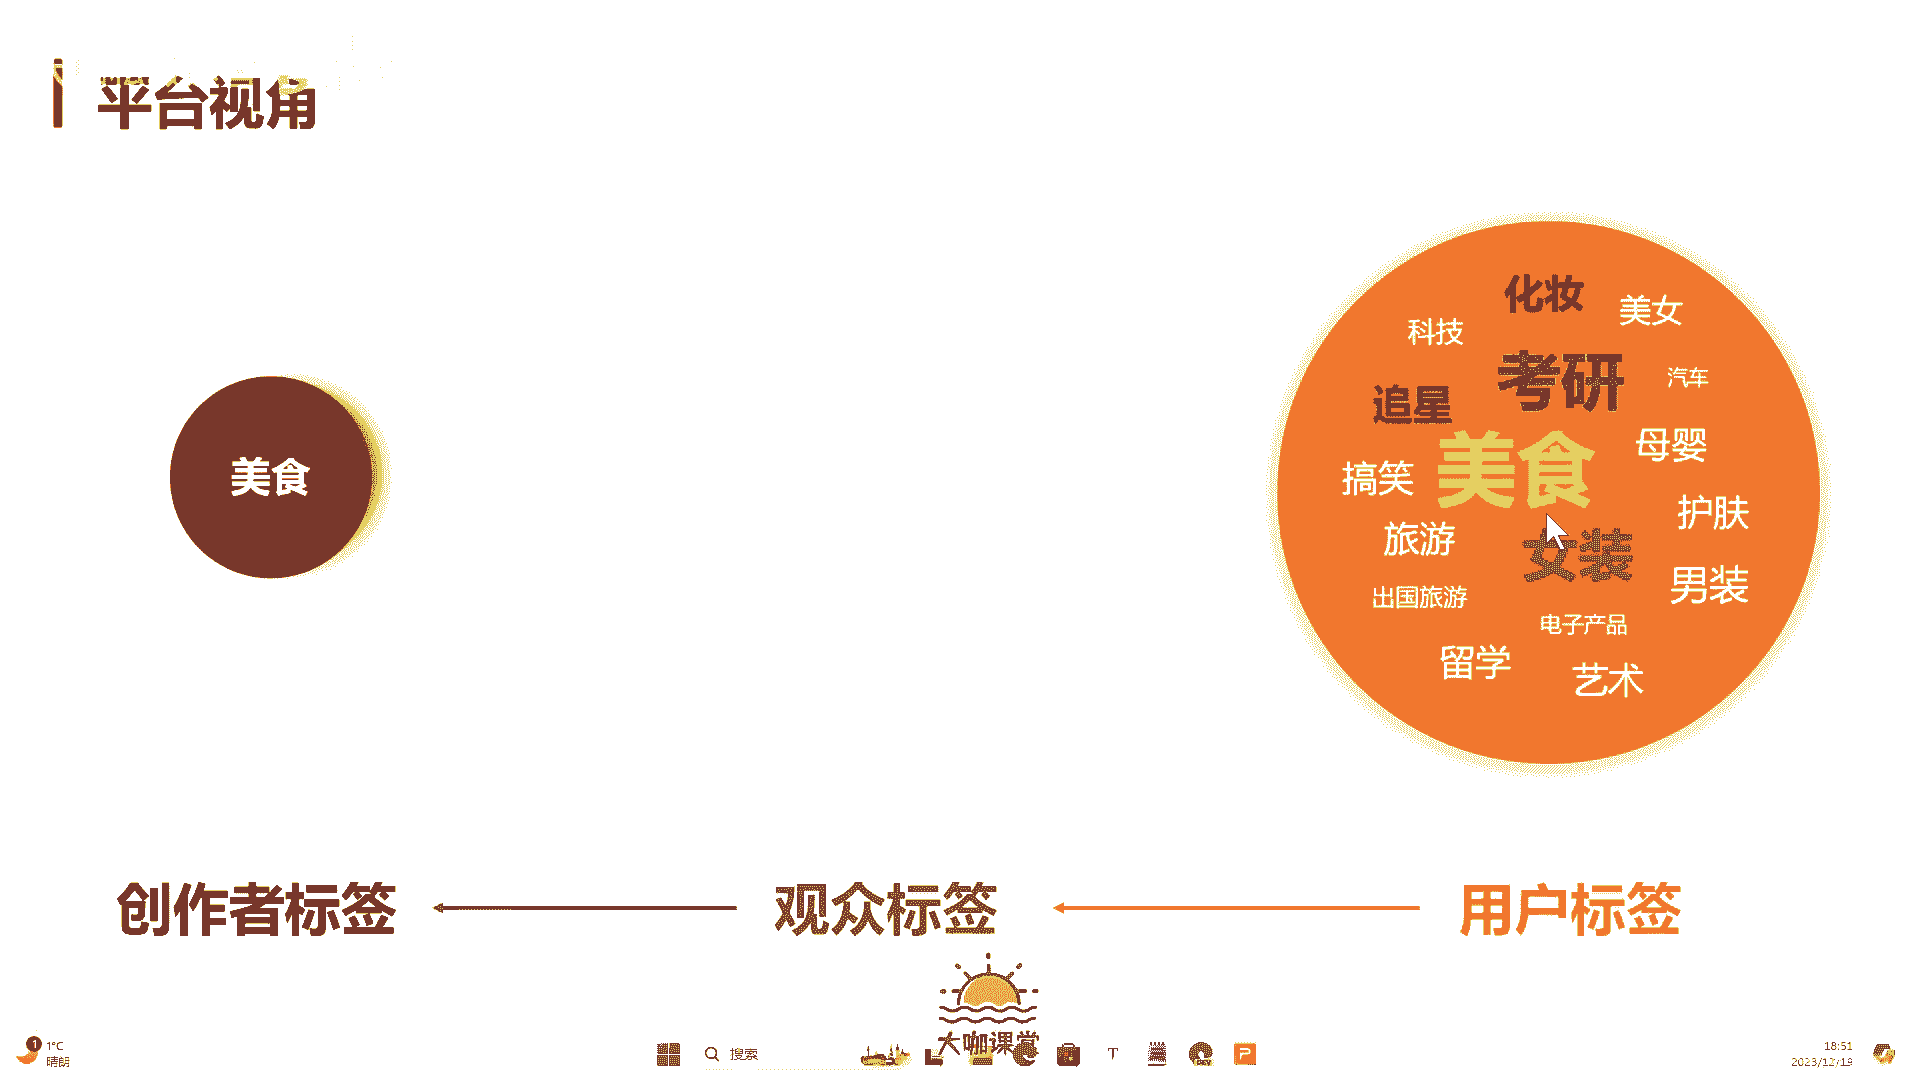 平台视角
化妆
美女
科技
考研
汽车
追星
美食
母婴
搞笑
美食
护肤
旅游
女装
男装
出国旅游
电子产品
留学
艺术
创作者标签
观众标签
用户标签
大咖课堂
1
1°C
晴朗
搜索
T
P
18:51
2023/12/19